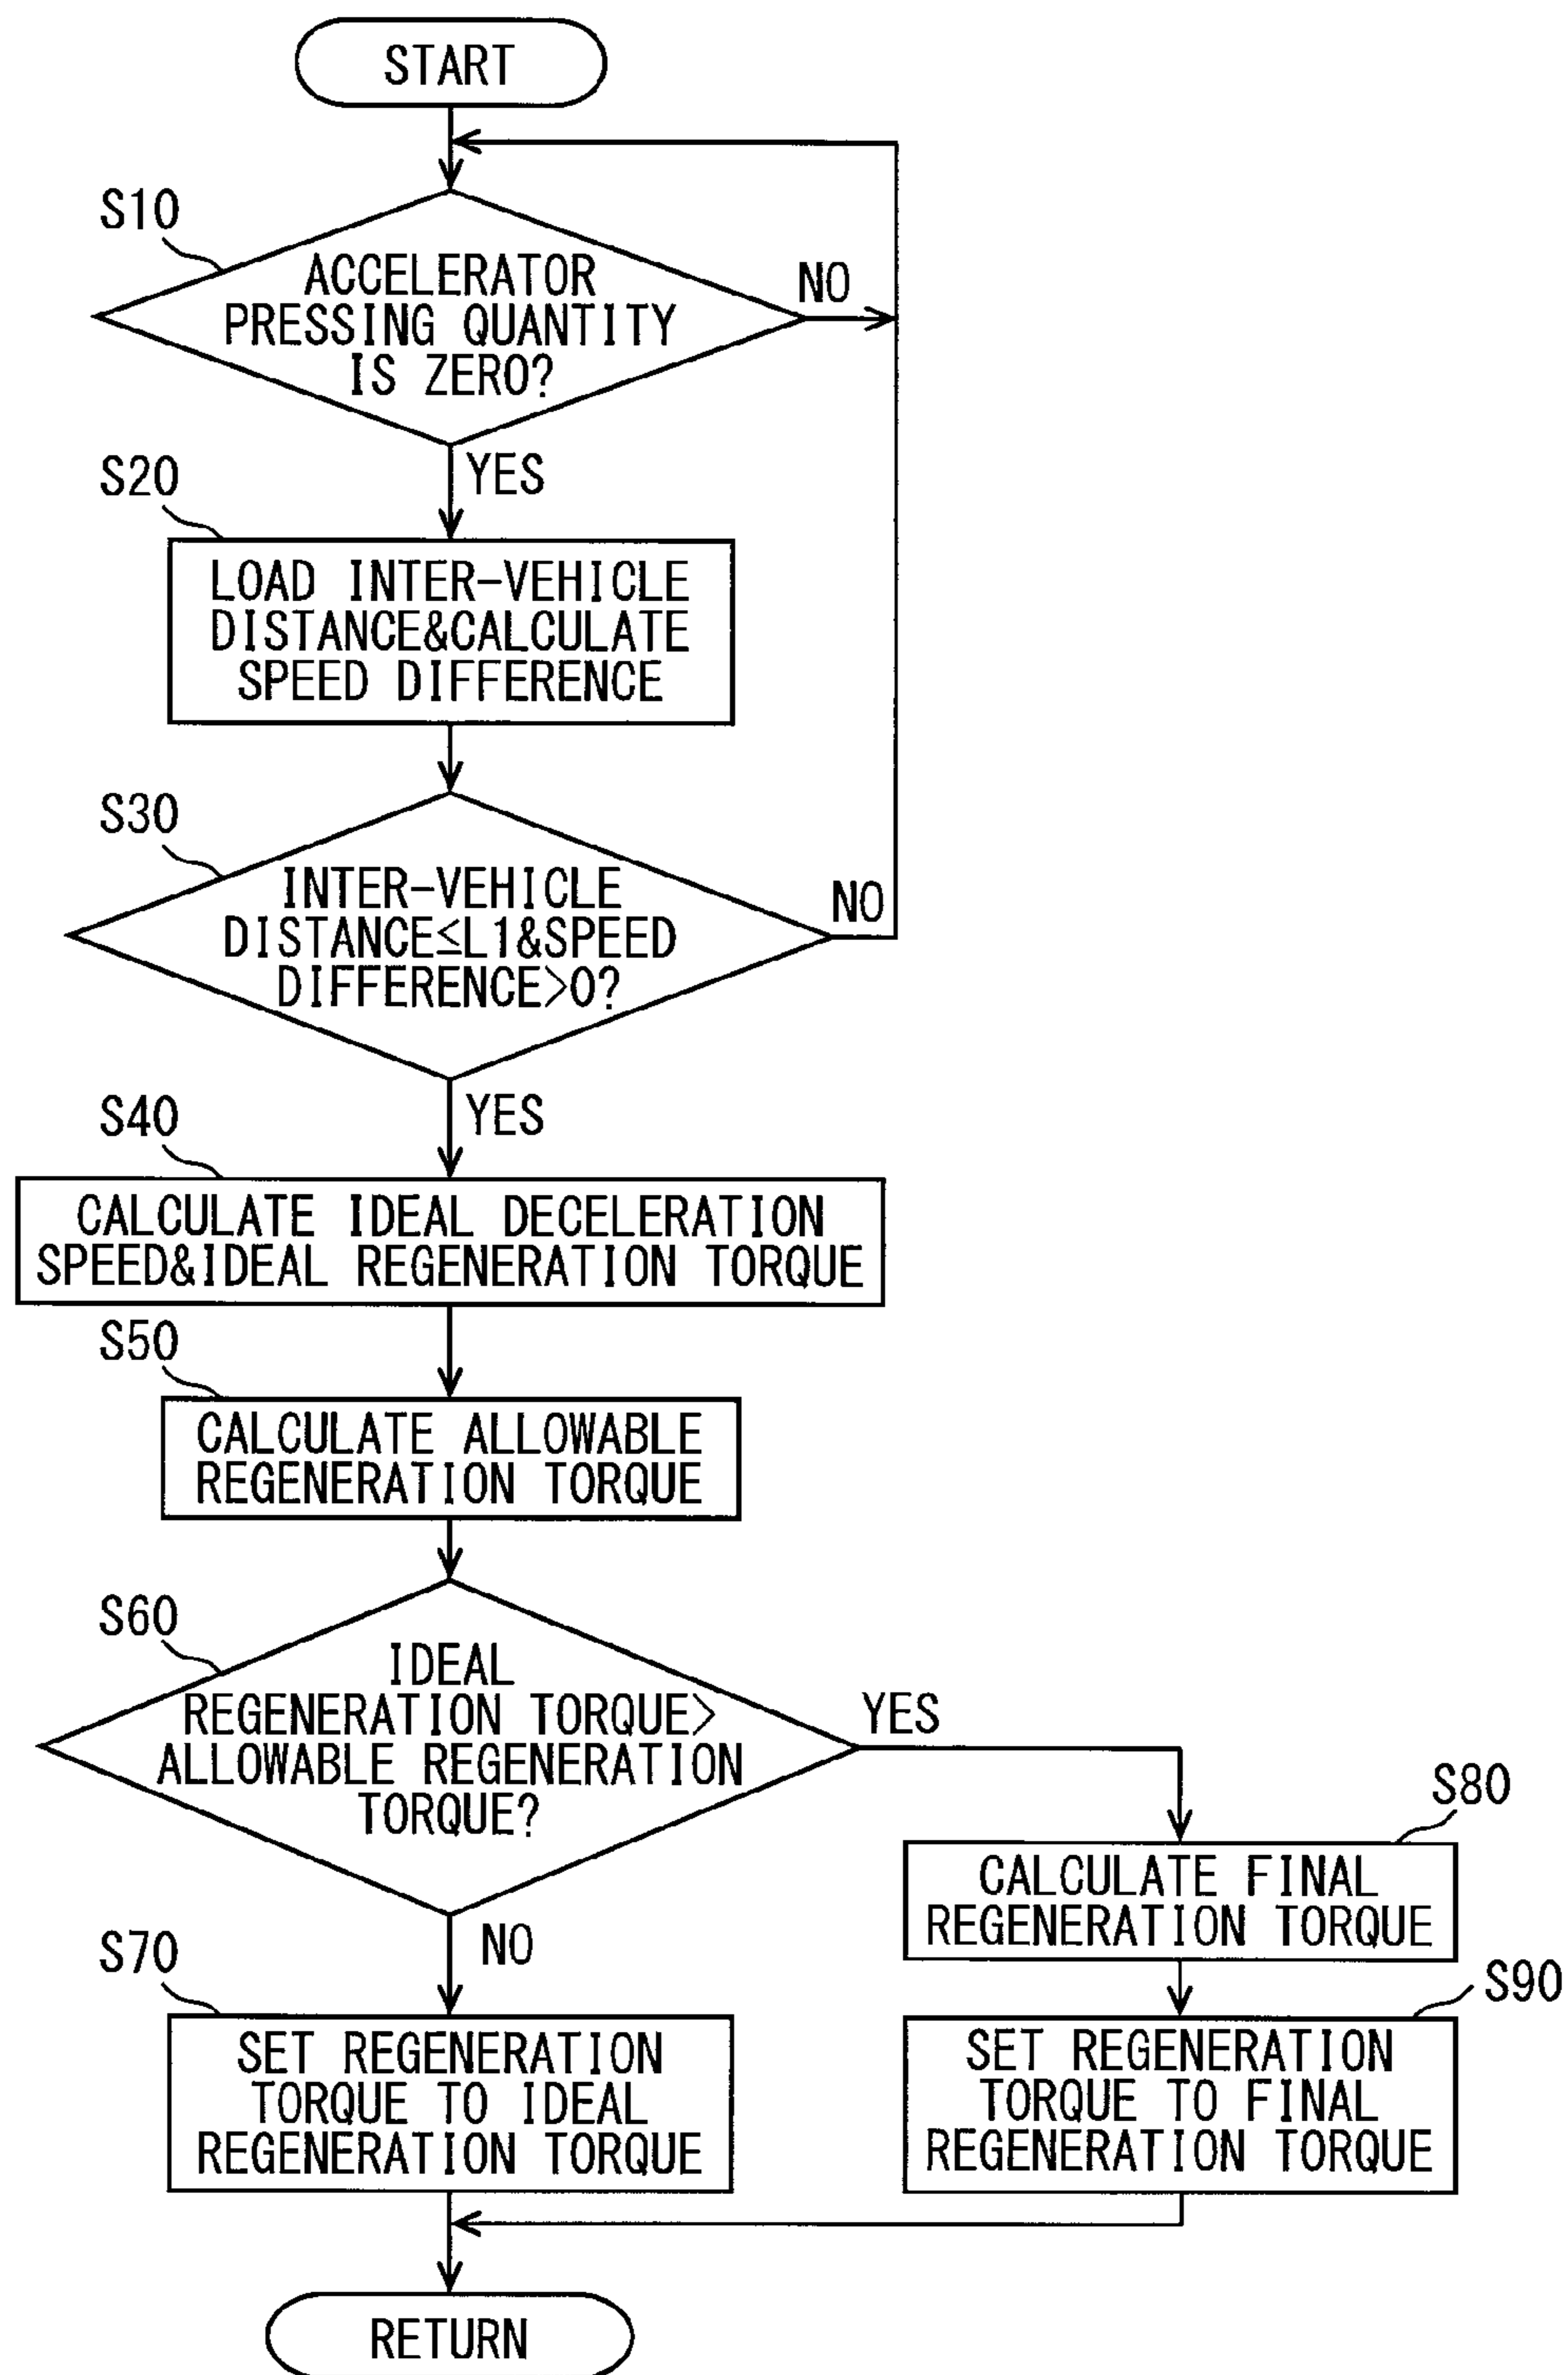 START
S10
ACCELERATOR
PRESSING QUANTITY
IS ZERO?
NO
YES
S20
LOAD INTER-VEHICLE
DISTANCE&CALCULATE
SPEED DIFFERENCE
S30
INTER-VEHICLE
DISTANCE≦L1&SPEED
DIFFERENCE>0?
NO
YES
S40
CALCULATE IDEAL DECELERATION
SPEED&IDEAL REGENERATION TORQUE
S50
CALCULATE ALLOWABLE
REGENERATION TORQUE
S60
IDEAL
REGENERATION TORQUE>
ALLOWABLE REGENERATION
TORQUE?
YES
NO
S70
SET REGENERATION
TORQUE TO IDEAL
REGENERATION TORQUE
S80
CALCULATE FINAL
REGENERATION TORQUE
S90
SET REGENERATION
TORQUE TO FINAL
REGENERATION TORQUE
RETURN